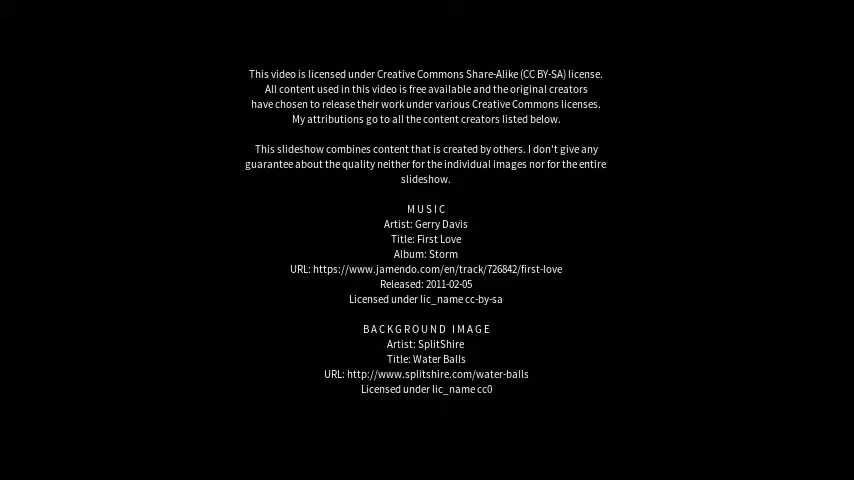 This video is licensed under Creative Commons Share-Alike (CC BY-SA) license.
All content used in this video is free available and the original creators
have chosen to release their work under various Creative Commons licenses.
My attributions go to all the content creators listed below.
This slideshow combines content that is created by others. I don't give any
guarantee about the quality neither for the individual images nor for the entire
slideshow.
MUSIC
Artist: Gerry Davis
Title: First Love
Album: Storm
URL: https://www.jamendo.com/en/track/726842/first-love
Released: 2011-02-05
Licensed under lic_name cc-by-sa
BACKGROUND IMAGE
Artist: SplitShire
Title: Water Balls
URL: http://www.splitshire.com/water-balls
Licensed under lic_name cc0